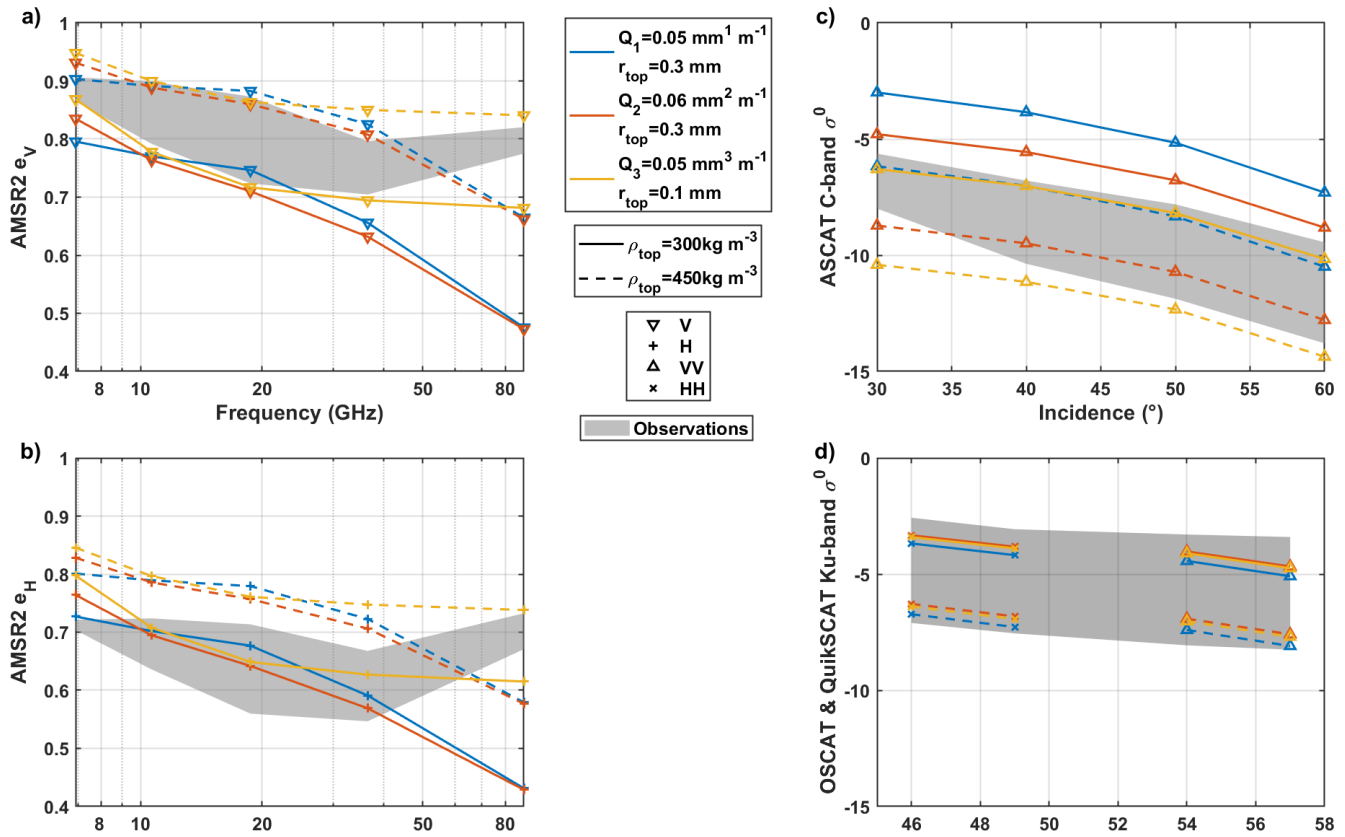 a)
1
0.9
0.8
0.7
0.6
0.5
0.4
AMSR2 e_V
8 10 20 50 80
Frequency (GHz)
Q1=0.05 mm^1 m^-1
r_top=0.3 mm
Q2=0.06 mm^2 m^-1
r_top=0.3 mm
Q3=0.05 mm^3 m^-1
r_top=0.1 mm
ρ_top=300kg m^-3
ρ_top=450kg m^-3
V
H
VV
HH
Observations
c)
0
-5
-10
-15
ASCAT C-band σ^0
30 35 40 45 50 55 60
Incidence (°)
b)
1
0.9
0.8
0.7
0.6
0.5
0.4
AMSR2 e_H
8 10 20 50 80
d)
0
-5
-10
-15
OSCAT & QuikSCAT Ku-band σ^0
46 48 50 52 54 56 58